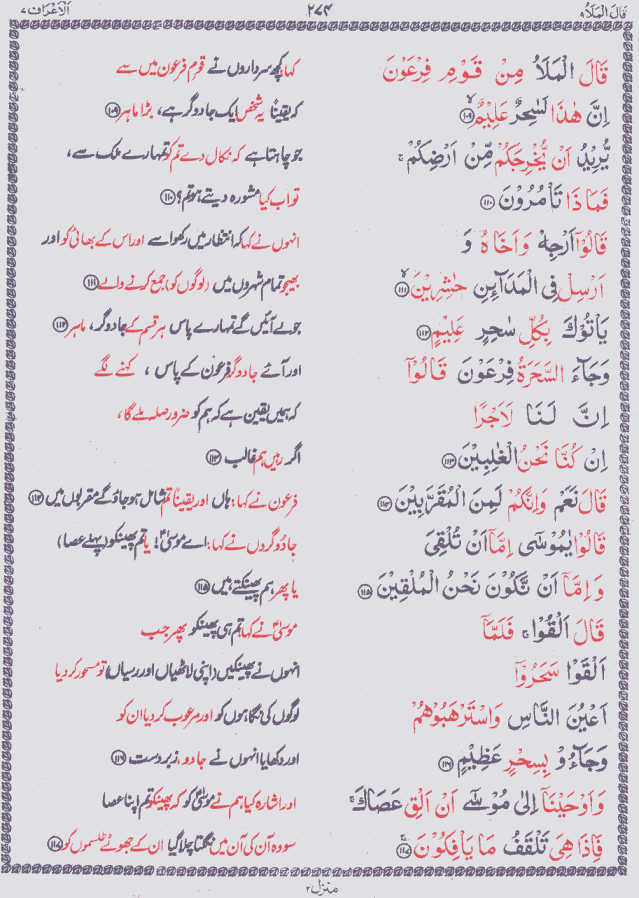 قَالَ الْمَلَاُ ۹
۲۷۴
اَلْاَعْرَاف ۷
قَالَ الْمَلَاُ مِنْ قَوْمِ فِرْعَوْنَ
کہا کچھ سرداروں نے قومِ فرعون میں سے
اِنَّ هٰذَا لَسٰحِرٌ عَلِیْمٌ ۙ۱۰۹
کہ یقیناً یہ شخص ایک جادوگر ہے، بڑا ماہر ۱۰۹
یُّرِیْدُ اَنْ یُّخْرِجَكُمْ مِّنْ اَرْضِكُمْ ۚ
جو چاہتا ہے کہ نکال دے تم کو تمہارے ملک سے،
فَمَاذَا تَاْمُرُوْنَ ۱۱۰
تو اب کیا مشورہ دیتے ہو تم؟ ۱۱۰
قَالُوْۤا اَرْجِهْ وَ اَخَاهُ وَ
انہوں نے کہا کہ انتظار میں رکھو اسے اور اس کے بھائی کو اور
اَرْسِلْ فِی الْمَدَآىِٕنِ حٰشِرِیْنَ ۙ۱۱۱
بھیجو تمام شہروں میں (لوگوں کو) جمع کرنے والے ۱۱۱
یَاْتُوْكَ بِكُلِّ سٰحِرٍ عَلِیْمٍ ۱۱۲
جو لے آئیں گے تمہارے پاس ہر قسم کے جادوگر، ماہر ۱۱۲
وَجَآءَ السَّحَرَةُ فِرْعَوْنَ قَالُوْۤا
اور آئے جادوگر فرعون کے پاس، کہنے لگے
اِنَّ لَنَا لَاَجْرًا
کہ ہمیں یقین ہے کہ ہم کو ضرور صلہ ملے گا،
اِنْ كُنَّا نَحْنُ الْغٰلِبِیْنَ ۱۱۳
اگر رہیں ہم غالب ۱۱۳
قَالَ نَعَمْ وَاِنَّكُمْ لَمِنَ الْمُقَرَّبِیْنَ ۱۱۴
فرعون نے کہا: ہاں اور یقیناً تم شامل ہو جاؤ گے مقربوں میں ۱۱۴
قَالُوْا یٰمُوْسٰۤی اِمَّاۤ اَنْ تُلْقِیَ
جادوگروں نے کہا: اے موسیٰؑ! یا تم پھینکو (پہلے عصا)
وَ اِمَّاۤ اَنْ نَّكُوْنَ نَحْنُ الْمُلْقِیْنَ ۱۱۵
یا پھر ہم پھینکتے ہیں ۱۱۵
قَالَ اَلْقُوْا ۚ فَلَمَّاۤ
موسیٰؑ نے کہا تم ہی پھینکو پھر جب
اَلْقَوْا سَحَرُوْۤا
انہوں نے پھینکیں (اپنی لاٹھیاں اور رسیاں) تو مسحور کر دیا
اَعْیُنَ النَّاسِ وَاسْتَرْهَبُوْهُمْ
لوگوں کی نگاہوں کو اور مرعوب کر دیا ان کو
وَجَآءُوْ بِسِحْرٍ عَظِیْمٍ ۱۱۶
اور دکھایا انہوں نے جادو، زبردست ۱۱۶
وَاَوْحَیْنَاۤ اِلٰی مُوْسٰۤی اَنْ اَلْقِ عَصَاكَ ۚ
اور اشارہ کیا ہم نے موسیٰؑ کو کہ پھینکو تم اپنا عصا
فَاِذَا هِیَ تَلْقَفُ مَا یَاْفِكُوْنَ ۚ۱۱۷
سو وہ آن کی آن میں نگلتا چلا گیا ان کے جھوٹے طلسموں کو ۱۱۷
منزل ۲